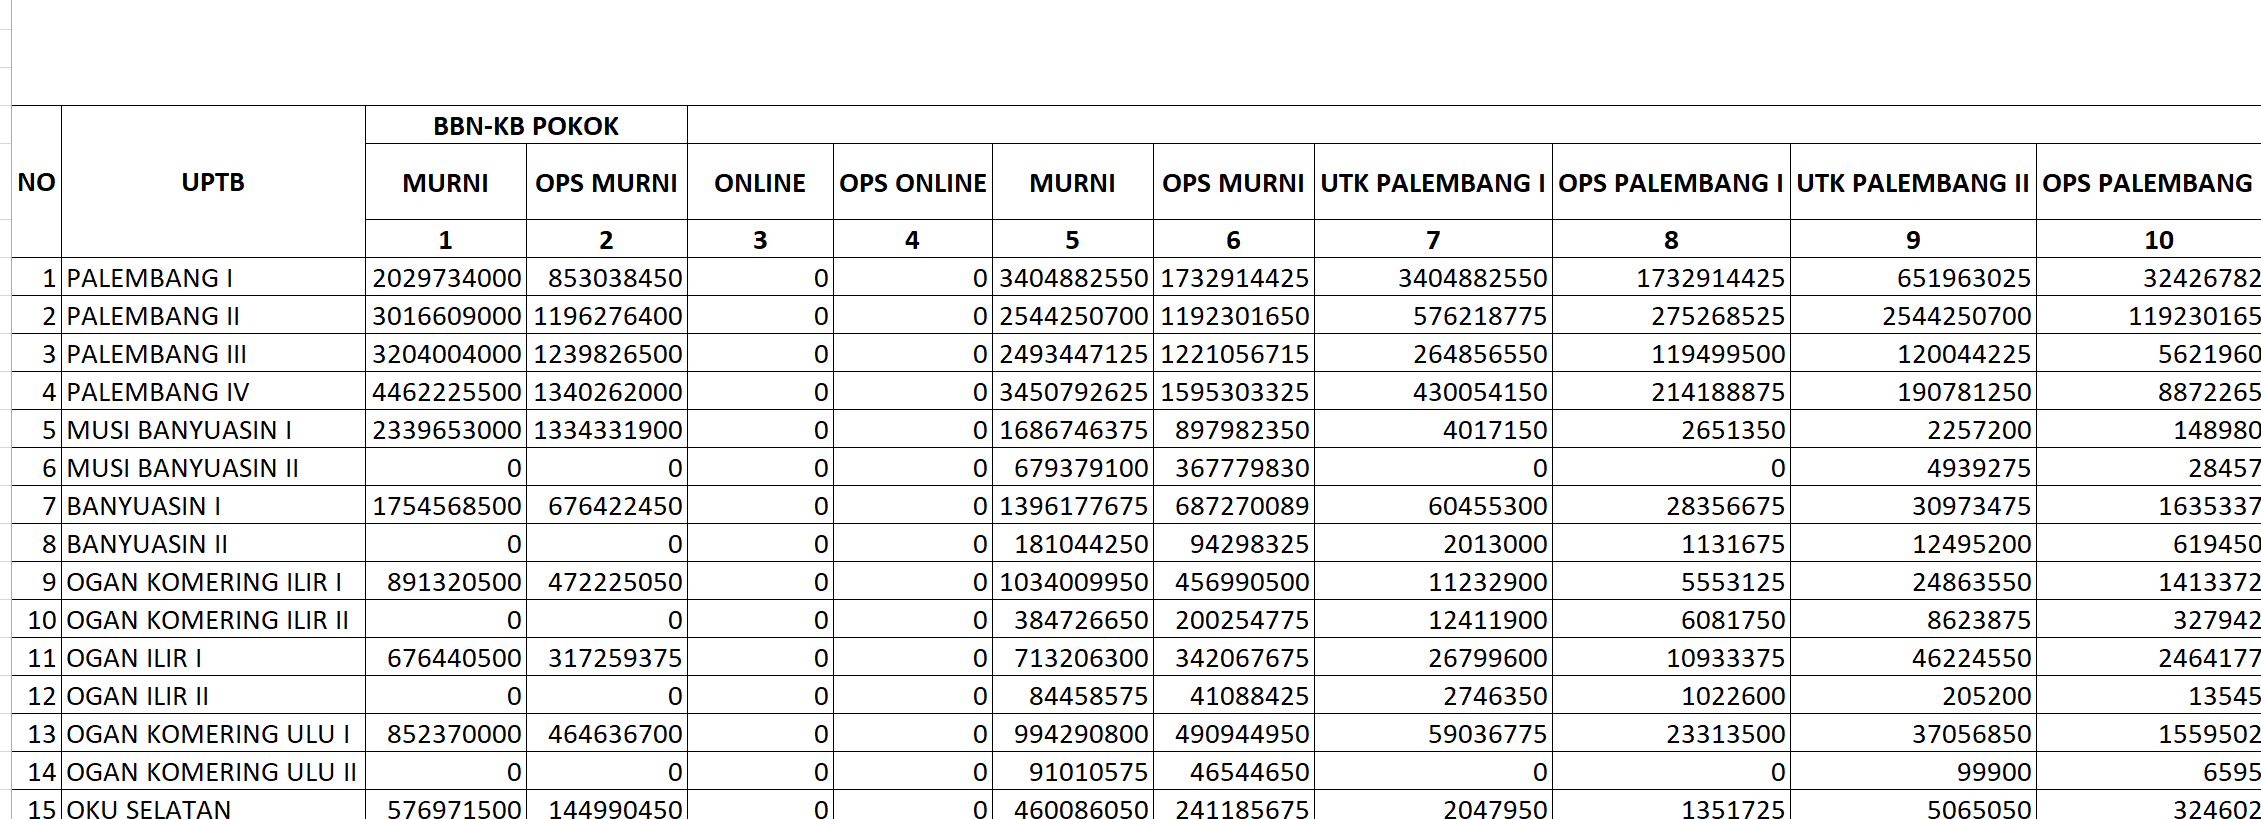 BBN-KB POKOK
NO UPTB MURNI OPS MURNI ONLINE OPS ONLINE MURNI OPS MURNI UTK PALEMBANG I OPS PALEMBANG I UTK PALEMBANG II OPS PALEMBANG
1 2 3 4 5 6 7 8 9 10
1 PALEMBANG I 2029734000 853038450 0 0 3404882550 1732914425 3404882550 1732914425 651963025 32426782
2 PALEMBANG II 3016609000 1196276400 0 0 2544250700 1192301650 576218775 275268525 2544250700 119230165
3 PALEMBANG III 3204004000 1239826500 0 0 2493447125 1221056715 264856550 119499500 120044225 5621960
4 PALEMBANG IV 4462225500 1340262000 0 0 3450792625 1595303325 430054150 214188875 190781250 8872265
5 MUSI BANYUASIN I 2339653000 1334331900 0 0 1686746375 897982350 4017150 2651350 2257200 148980
6 MUSI BANYUASIN II 0 0 0 0 679379100 367779830 0 0 4939275 28457
7 BANYUASIN I 1754568500 676422450 0 0 1396177675 687270089 60455300 28356675 30973475 1635337
8 BANYUASIN II 0 0 0 0 181044250 94298325 2013000 1131675 12495200 619450
9 OGAN KOMERING ILIR I 891320500 472225050 0 0 1034009950 456990500 11232900 5553125 24863550 1413372
10 OGAN KOMERING ILIR II 0 0 0 0 384726650 200254775 12411900 6081750 8623875 327942
11 OGAN ILIR I 676440500 317259375 0 0 713206300 342067675 26799600 10933375 46224550 2464177
12 OGAN ILIR II 0 0 0 0 84458575 41088425 2746350 1022600 205200 13545
13 OGAN KOMERING ULU I 852370000 464636700 0 0 994290800 490944950 59036775 23313500 37056850 1559502
14 OGAN KOMERING ULU II 0 0 0 0 91010575 46544650 0 0 99900 6595
15 OKU SELATAN 576971500 144990450 0 0 460086050 241185675 2047950 1351725 5065050 324602